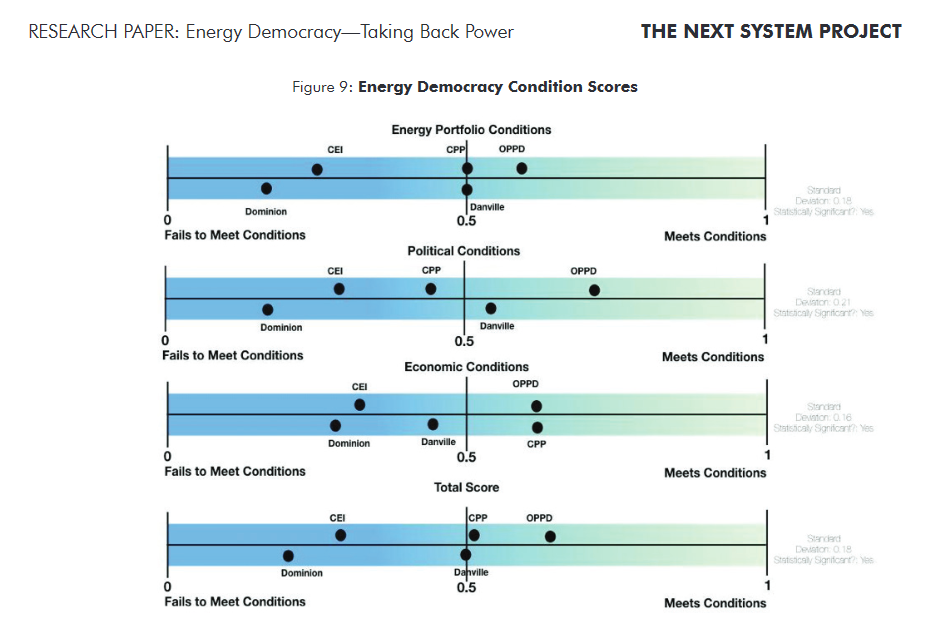 RESEARCH PAPER: Energy Democracy—Taking Back Power THE NEXT SYSTEM PROJECT
Figure 9: Energy Democracy Condition Scores
Energy Portfolio Conditions
CEI CPP OPPD
Dominion Danville
0 0.5 1
Fails to Meet Conditions Meets Conditions
Standard
Deviation: 0.18
Statistically Significant?: Yes
Political Conditions
CEI CPP OPPD
Dominion Danville
0 0.5 1
Fails to Meet Conditions Meets Conditions
Standard
Deviation: 0.21
Statistically Significant?: Yes
Economic Conditions
CEI OPPD
Dominion Danville CPP
0 0.5 1
Fails to Meet Conditions Meets Conditions
Standard
Deviation: 0.16
Statistically Significant?: Yes
Total Score
CEI CPP OPPD
Dominion Danville
0 0.5 1
Fails to Meet Conditions Meets Conditions
Standard
Deviation: 0.18
Statistically Significant?: Yes